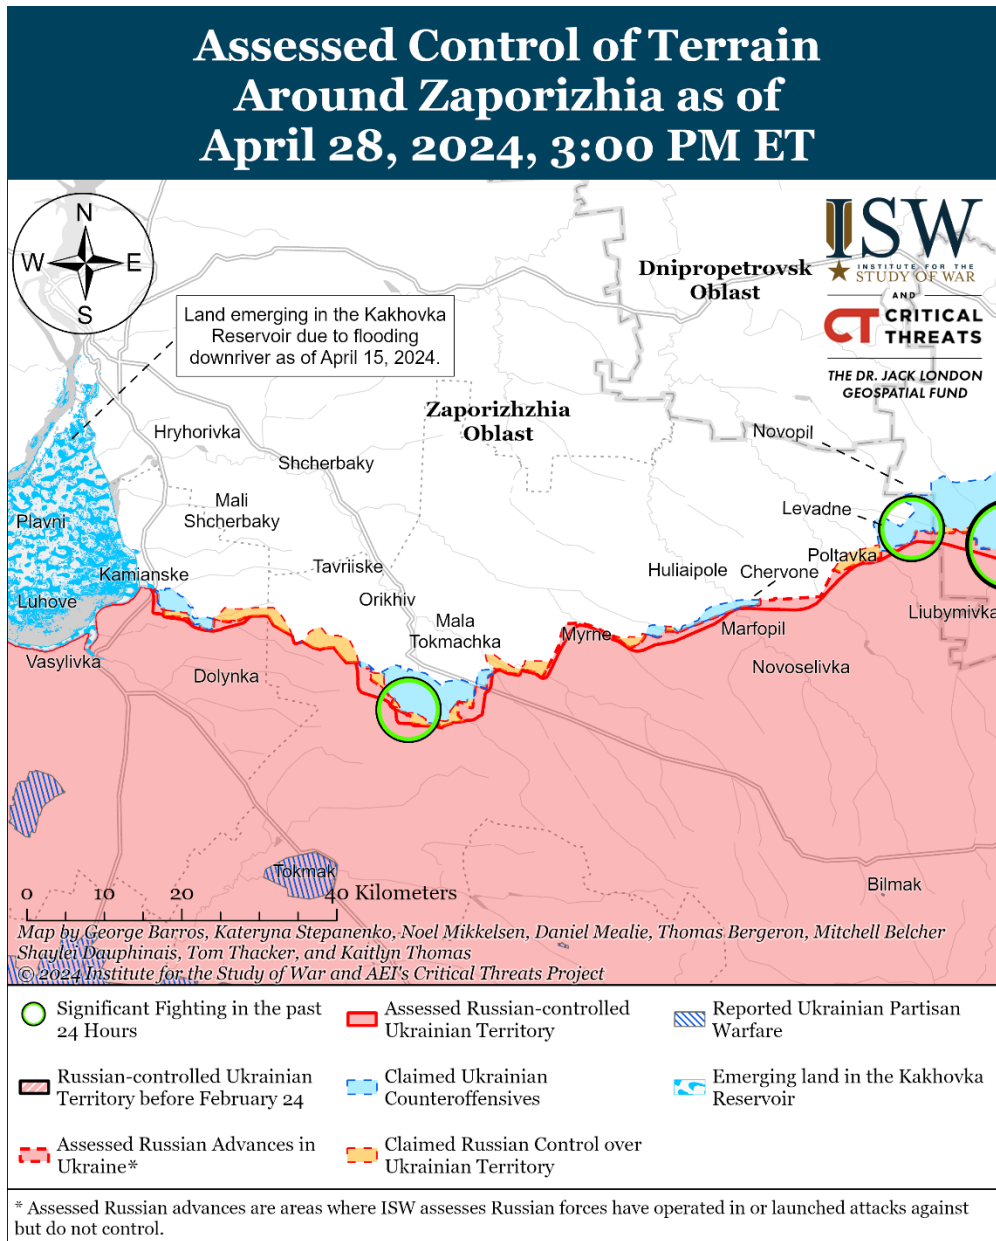 Assessed Control of Terrain
Around Zaporizhia as of
April 28, 2024, 3:00 PM ET
N
W
E
S
ISW
INSTITUTE FOR THE
STUDY OF WAR
AND
CT CRITICAL
THREATS
THE DR. JACK LONDON
GEOSPATIAL FUND
Dnipropetrovsk
Oblast
Land emerging in the Kakhovka
Reservoir due to flooding
downriver as of April 15, 2024.
Zaporizhzhia
Oblast
Hryhorivka
Novopil
Shcherbaky
Mali
Shcherbaky
Levadne
Plavni
Poltavka
Tavriiske
Kamianske
Huliaipole
Chervone
Orikhiv
Luhove
Liubymivka
Mala
Tokmachka
Myrne
Marfopil
Vasylivka
Dolynka
Novoselivka
Tokmak
Bilmak
0
10
20
40 Kilometers
Map by George Barros, Kateryna Stepanenko, Noel Mikkelsen, Daniel Mealie, Thomas Bergeron, Mitchell Belcher
Shaylei Dauphinais, Tom Thacker, and Kaitlyn Thomas
© 2024 Institute for the Study of War and AEI's Critical Threats Project
Significant Fighting in the past
24 Hours
Assessed Russian-controlled
Ukrainian Territory
Reported Ukrainian Partisan
Warfare
Russian-controlled Ukrainian
Territory before February 24
Claimed Ukrainian
Counteroffensives
Emerging land in the Kakhovka
Reservoir
Assessed Russian Advances in
Ukraine*
Claimed Russian Control over
Ukrainian Territory
* Assessed Russian advances are areas where ISW assesses Russian forces have operated in or launched attacks against
but do not control.